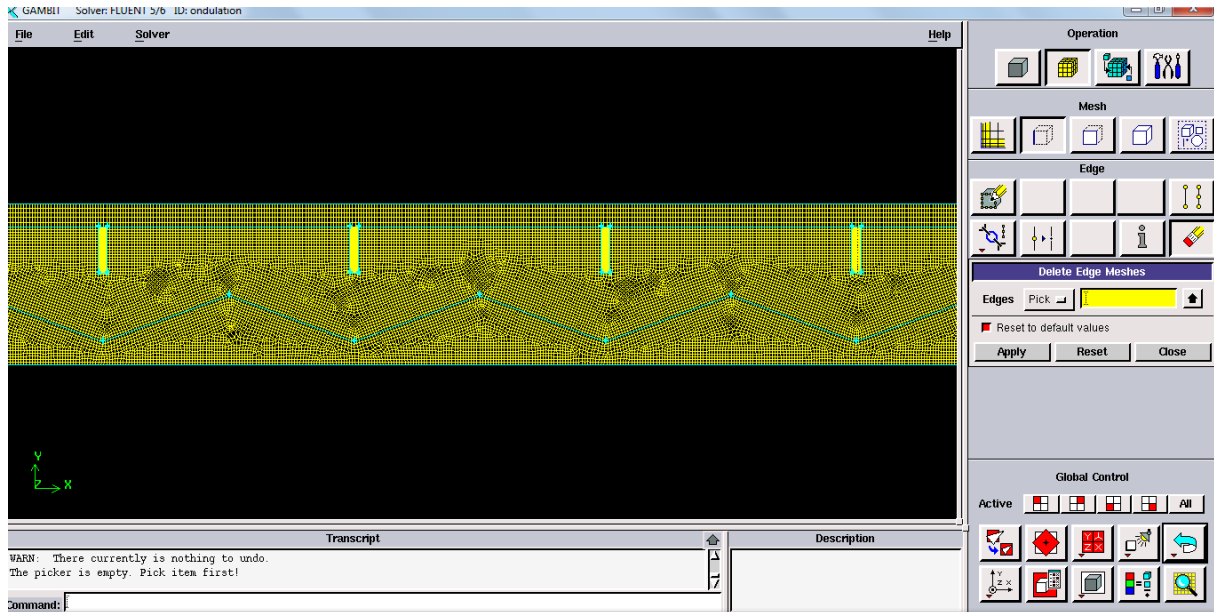 GAMBIT Solver: FLUENT 5/6 ID: ondulation
File Edit Solver Help
Operation
Mesh
Edge
Delete Edge Meshes
Edges Pick
Reset to default values
Apply Reset Close
Y
Z X
Global Control
Active All
Transcript
Description
WARN: There currently is nothing to undo.
The picker is empty. Pick item first!
Command: